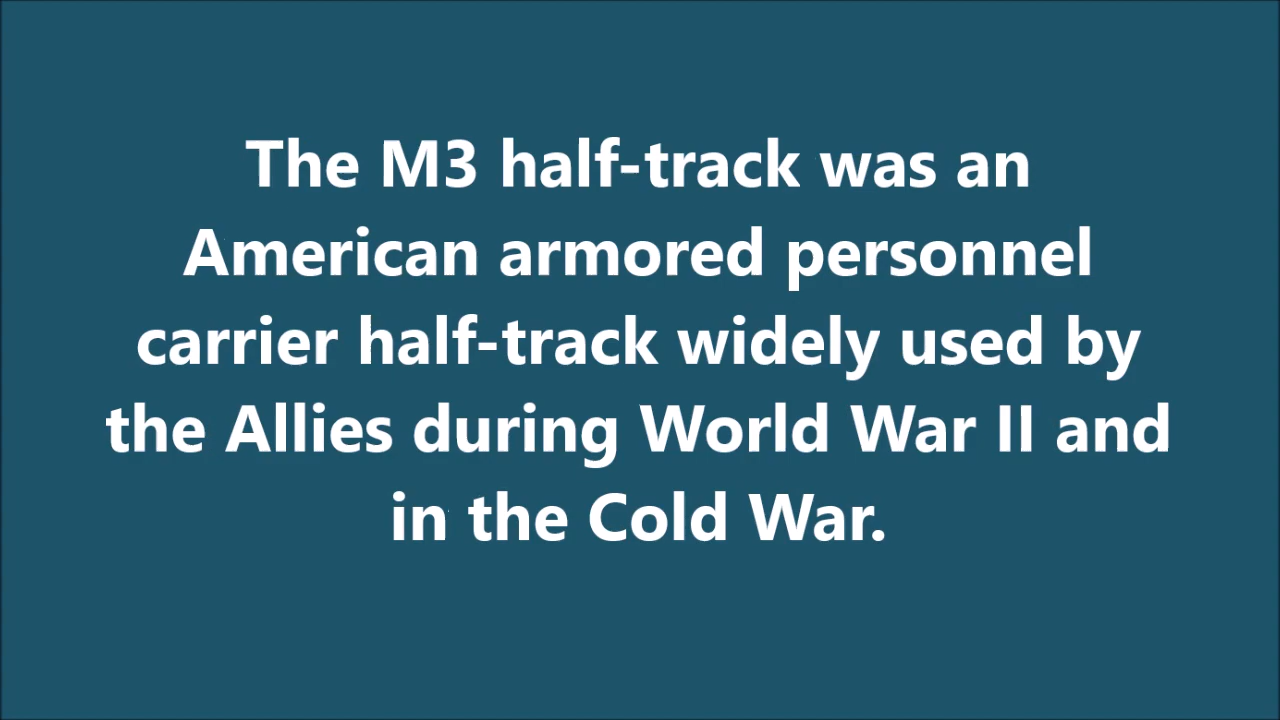 The M3 half-track was an
American armored personnel
carrier half-track widely used by
the Allies during World War II and
in the Cold War.